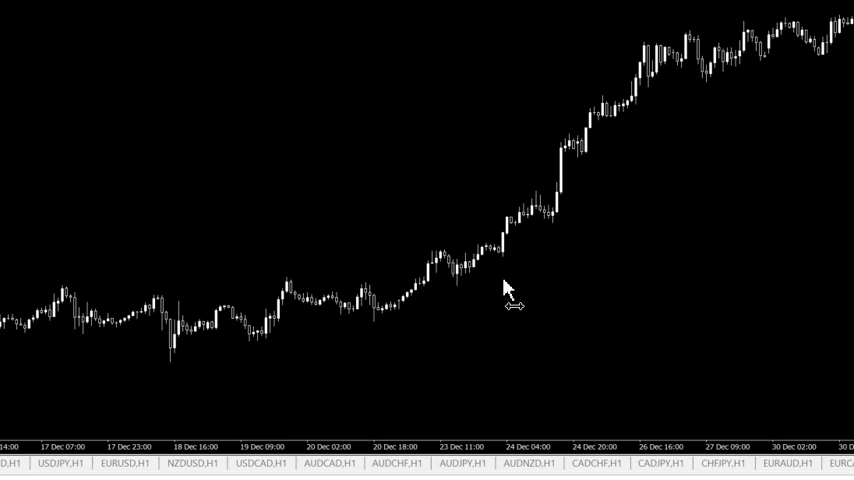 14:00 17 Dec 07:00 17 Dec 23:00 18 Dec 16:00 19 Dec 09:00 20 Dec 02:00 20 Dec 18:00 23 Dec 11:00 24 Dec 04:00 24 Dec 20:00 26 Dec 16:00 27 Dec 09:00 30 Dec 02:00 30 D
D,H1 USDJPY,H1 EURUSD,H1 NZDUSD,H1 USDCAD,H1 AUDCAD,H1 AUDCHF,H1 AUDJPY,H1 AUDNZD,H1 CADCHF,H1 CADJPY,H1 CHFJPY,H1 EURAUD,H1 EURCA